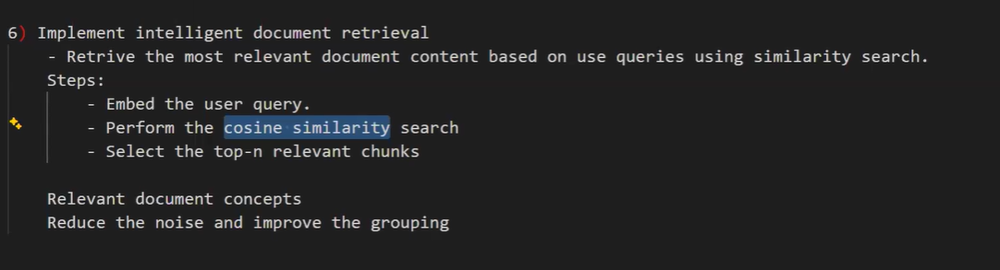 6) Implement intelligent document retrieval
- Retrive the most relevant document content based on use queries using similarity search.
Steps:
- Embed the user query.
- Perform the cosine similarity search
- Select the top-n relevant chunks
Relevant document concepts
Reduce the noise and improve the grouping